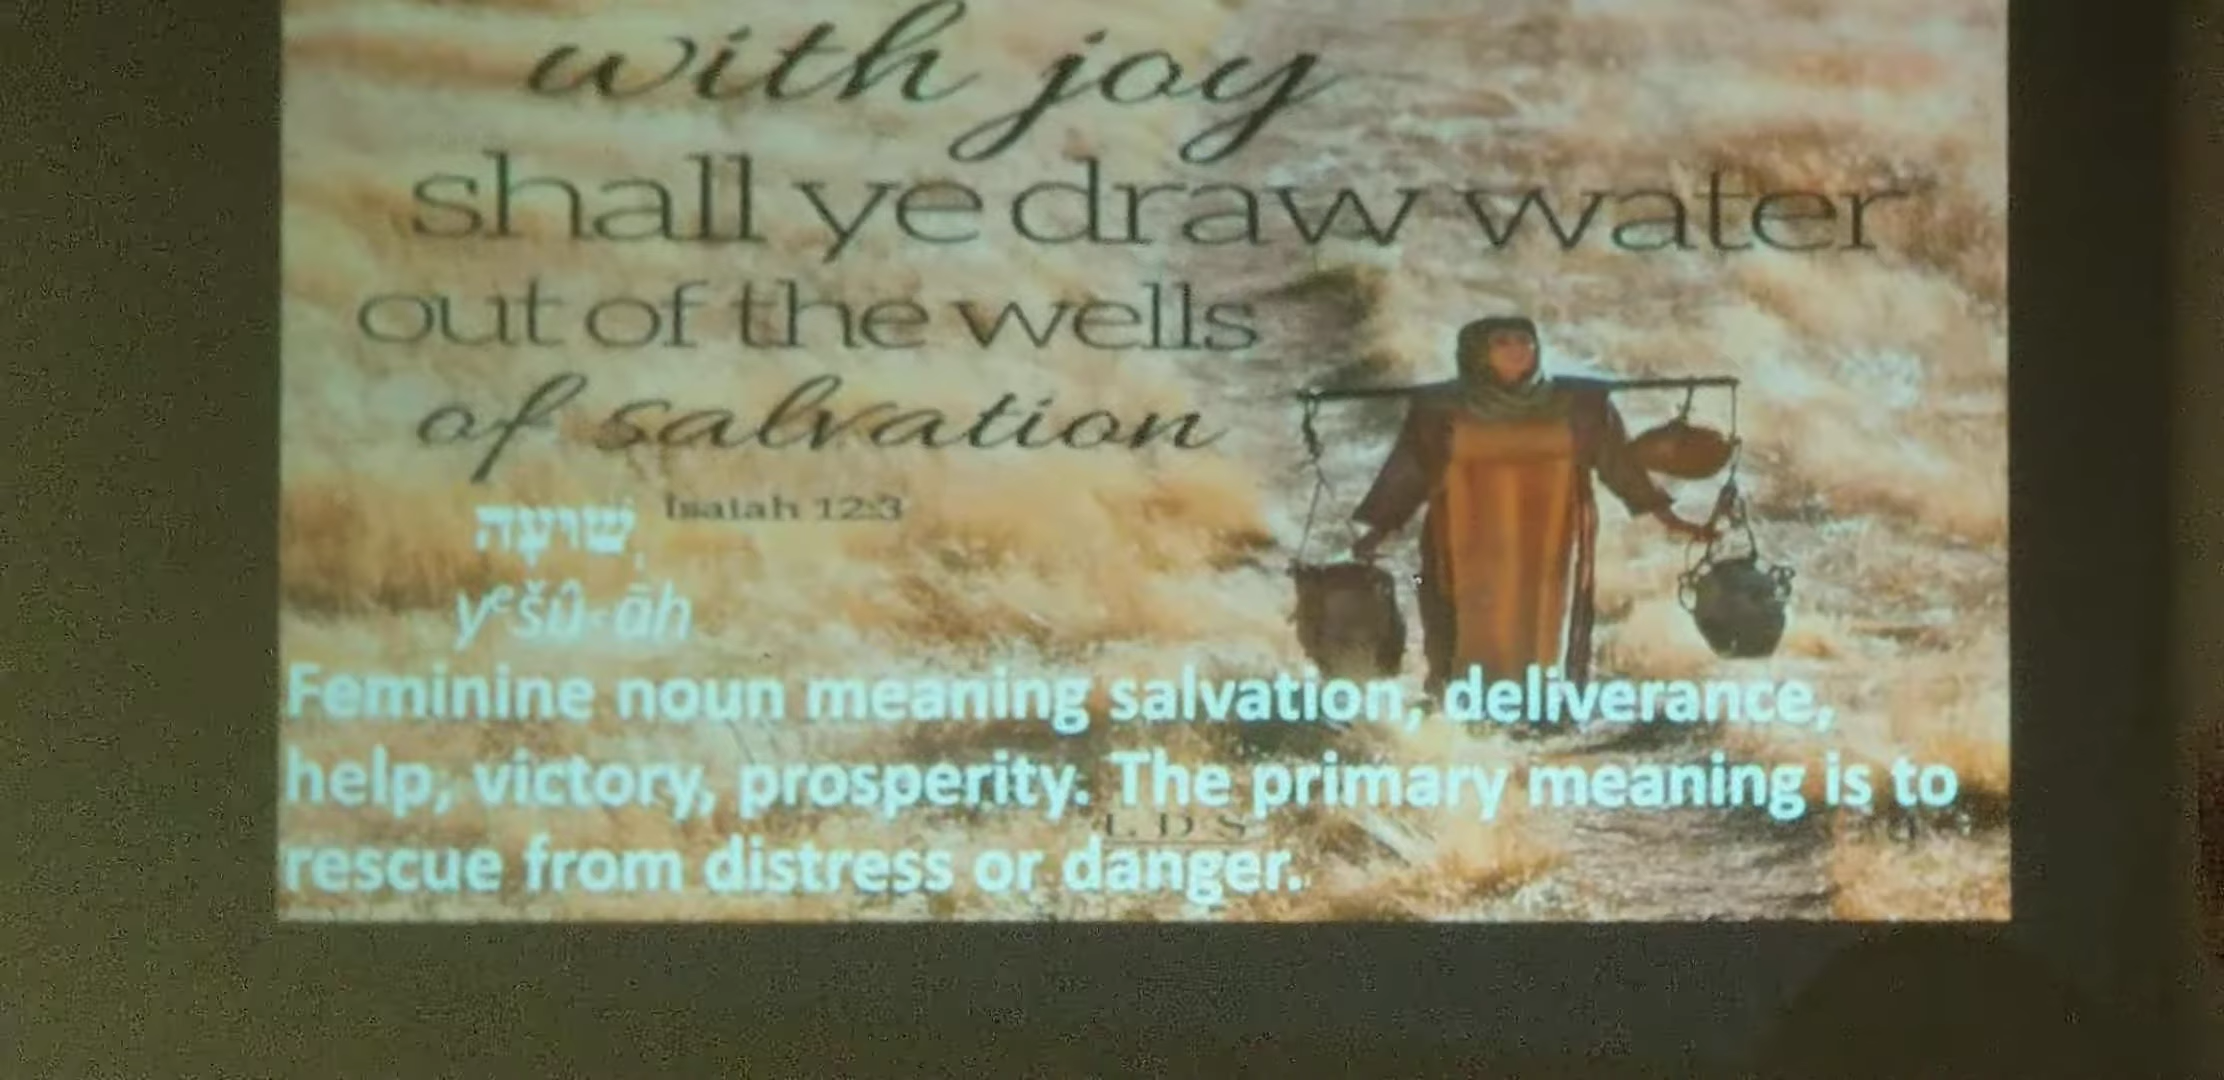 with joy
shall ye draw water
out of the wells
of salvation
Isaiah 12:3
ְשׁוּעָה
yᵉšû‑āh
Feminine noun meaning salvation, deliverance,
help, victory, prosperity. The primary meaning is to
L D S
rescue from distress or danger.